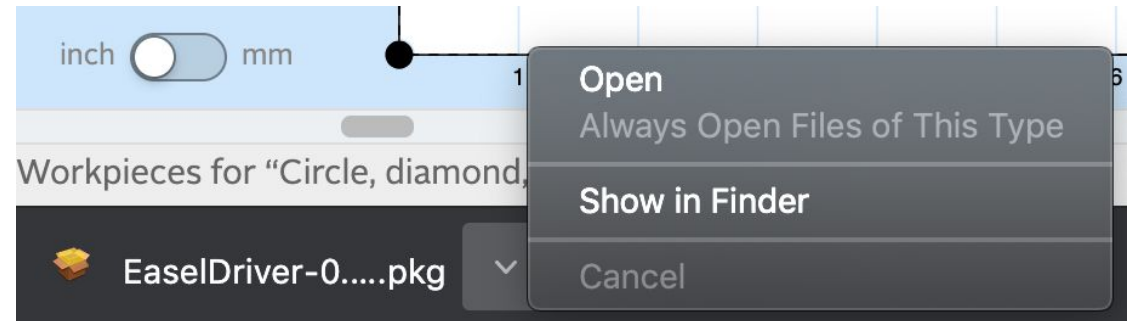 inch mm
1
6
Open
Always Open Files of This Type
Workpieces for “Circle, diamond,
Show in Finder
EaselDriver-0.....pkg
Cancel